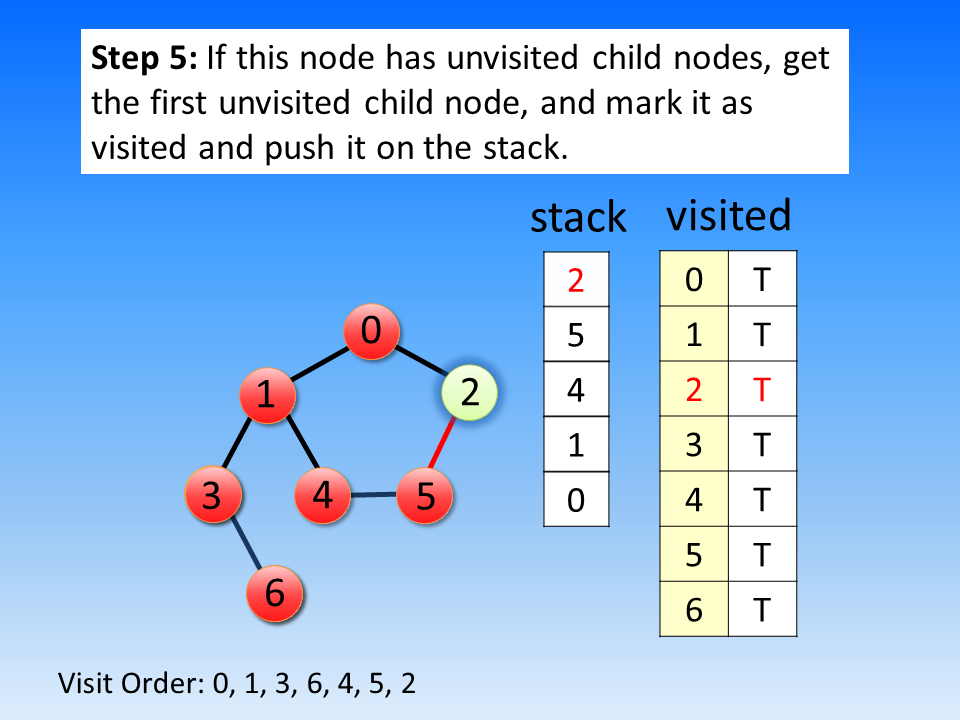 Step 5: If this node has unvisited child nodes, get
the first unvisited child node, and mark it as
visited and push it on the stack.
stack visited
2 0 T
5 1 T
4 2 T
1 3 T
0 4 T
5 T
6 T
0
1 2
3 4 5
6
Visit Order: 0, 1, 3, 6, 4, 5, 2